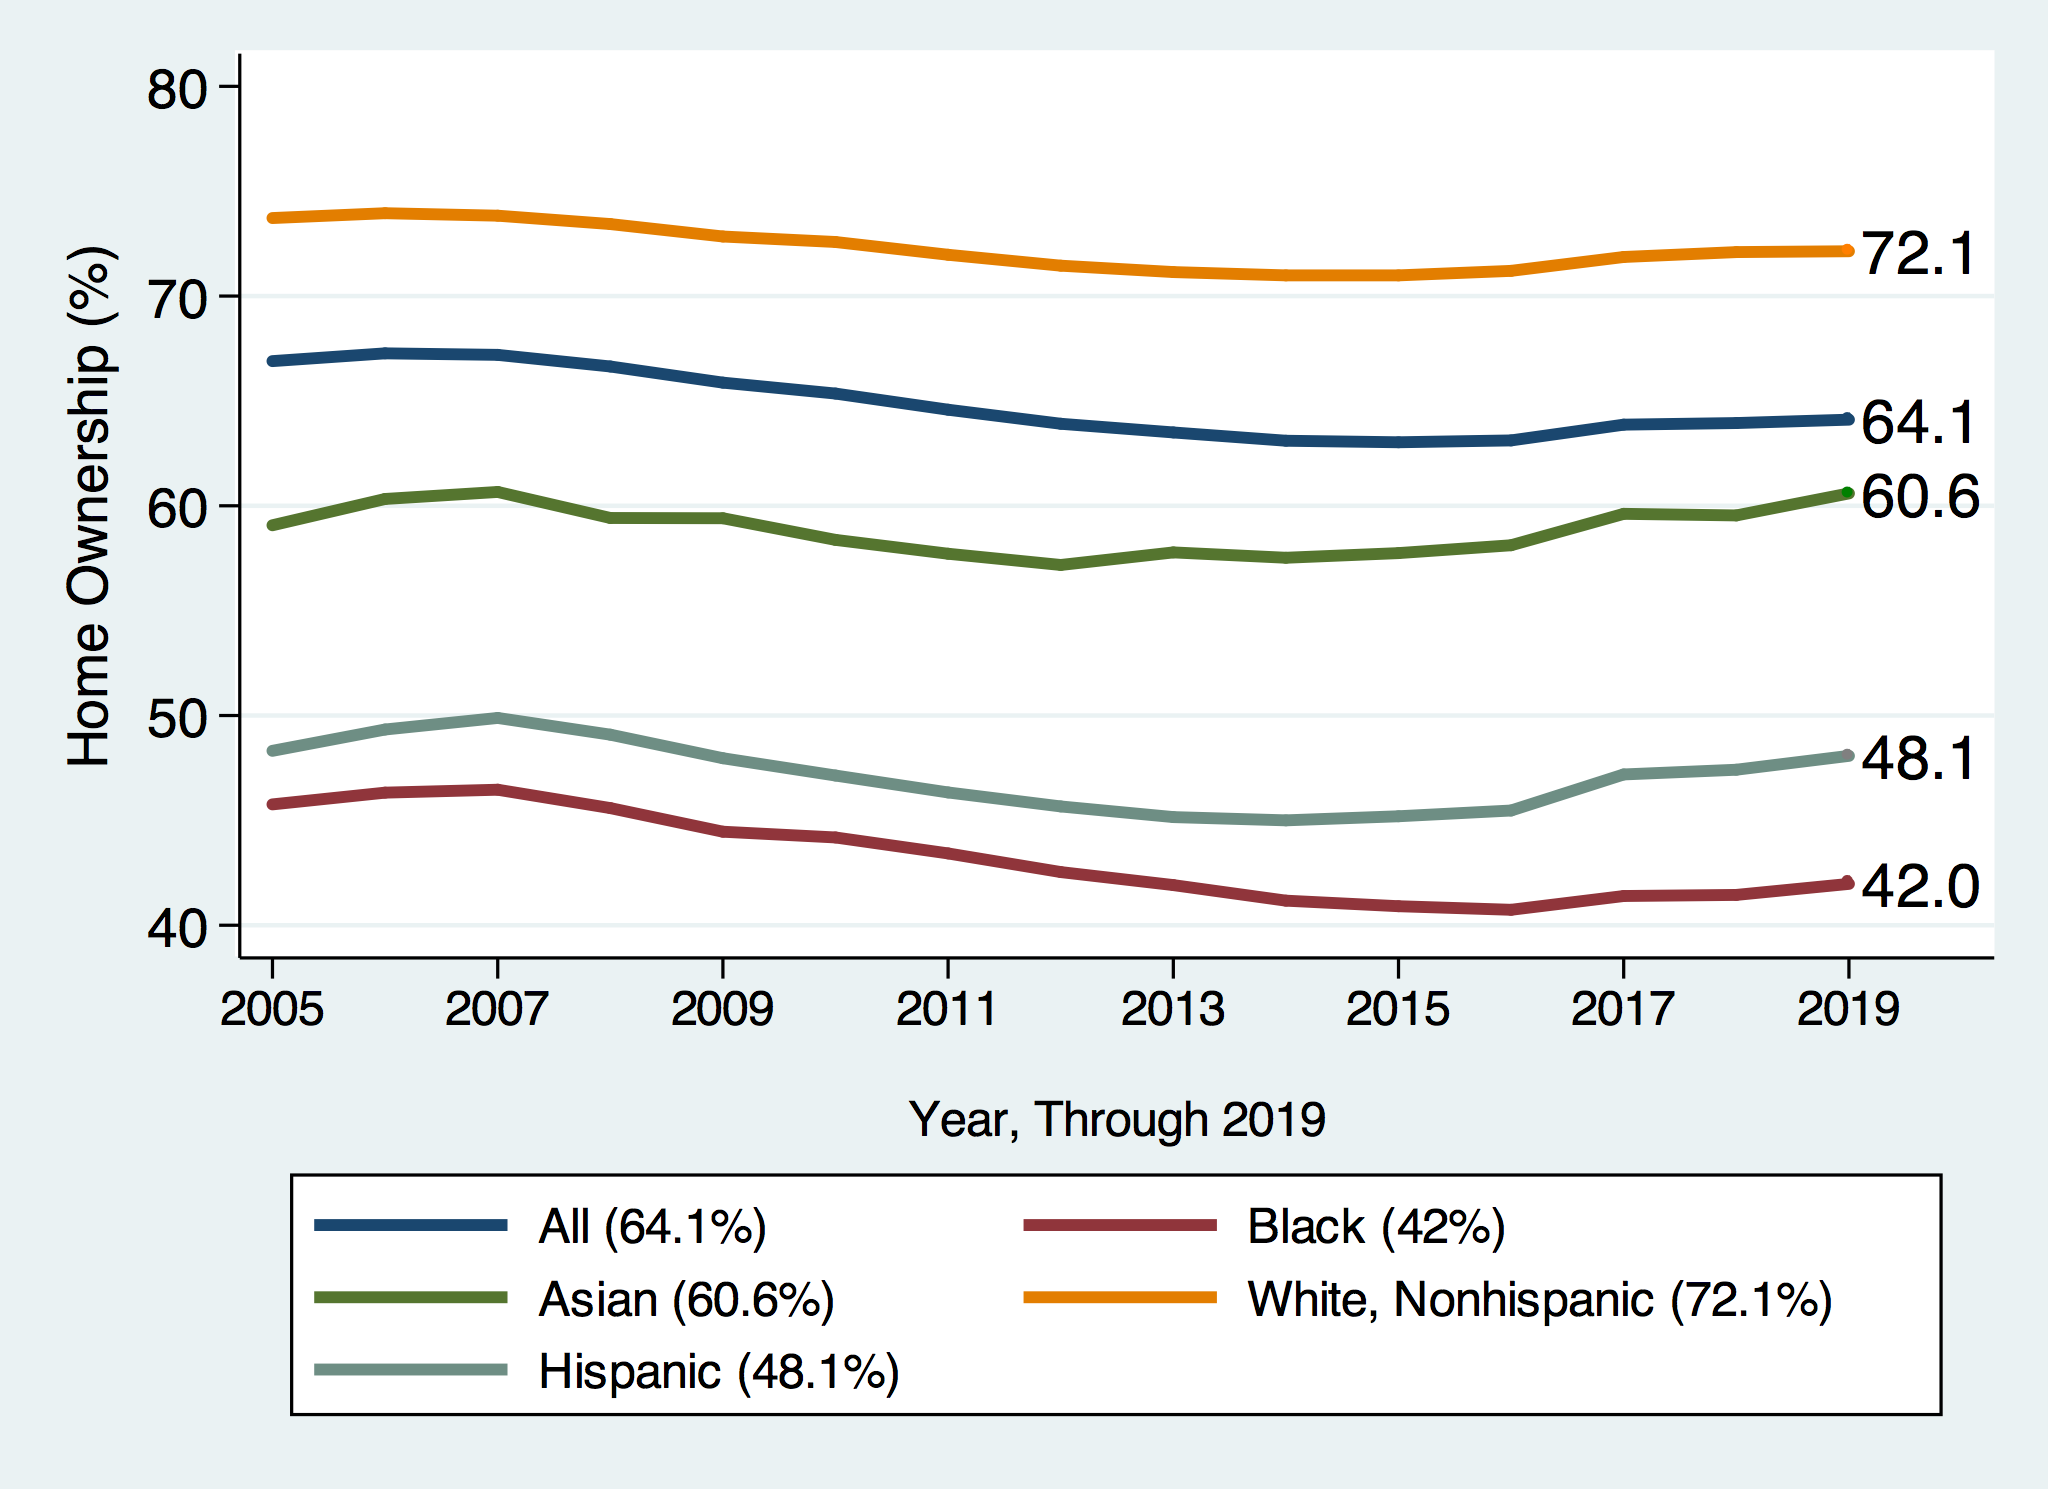 80
70
60
50
40
Home Ownership (%)
72.1
64.1
60.6
48.1
42.0
2005 2007 2009 2011 2013 2015 2017 2019
Year, Through 2019
All (64.1%) Black (42%)
Asian (60.6%) White, Nonhispanic (72.1%)
Hispanic (48.1%)